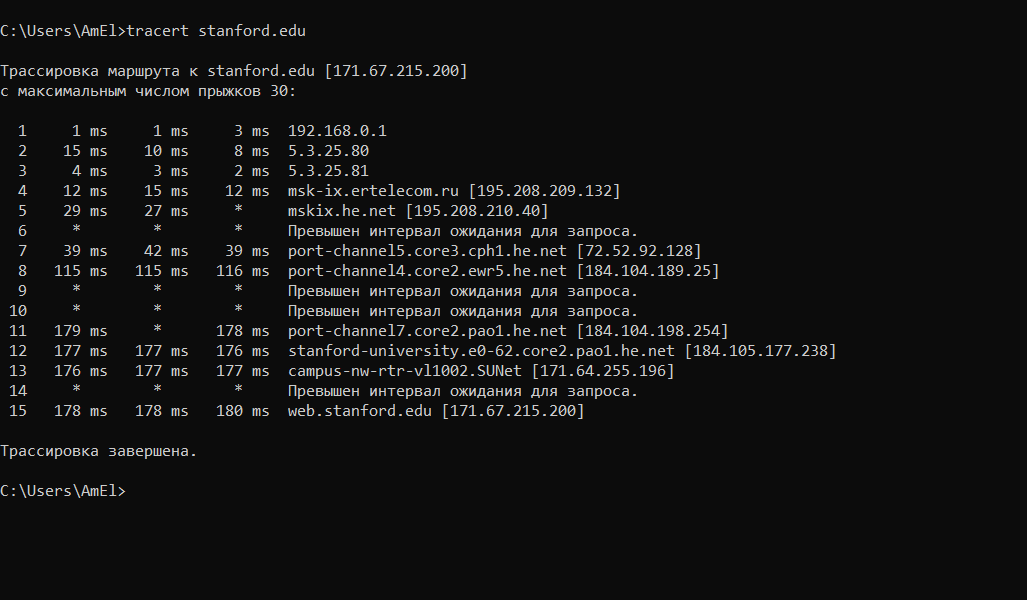 C:\Users\AmEl>tracert stanford.edu
Трассировка маршрута к stanford.edu [171.67.215.200]
с максимальным числом прыжков 30:
1 1 ms 1 ms 3 ms 192.168.0.1
2 15 ms 10 ms 8 ms 5.3.25.80
3 4 ms 3 ms 2 ms 5.3.25.81
4 12 ms 15 ms 12 ms msk-ix.ertelecom.ru [195.208.209.132]
5 29 ms 27 ms * mskix.he.net [195.208.210.40]
6 * * * Превышен интервал ожидания для запроса.
7 39 ms 42 ms 39 ms port-channel5.core3.cph1.he.net [72.52.92.128]
8 115 ms 115 ms 116 ms port-channel4.core2.ewr5.he.net [184.104.189.25]
9 * * * Превышен интервал ожидания для запроса.
10 * * * Превышен интервал ожидания для запроса.
11 179 ms * 178 ms port-channel7.core2.pao1.he.net [184.104.198.254]
12 177 ms 177 ms 176 ms stanford-university.e0-62.core2.pao1.he.net [184.105.177.238]
13 176 ms 177 ms 177 ms campus-nw-rtr-vl1002.SUNet [171.64.255.196]
14 * * * Превышен интервал ожидания для запроса.
15 178 ms 178 ms 180 ms web.stanford.edu [171.67.215.200]
Трассировка завершена.
C:\Users\AmEl>